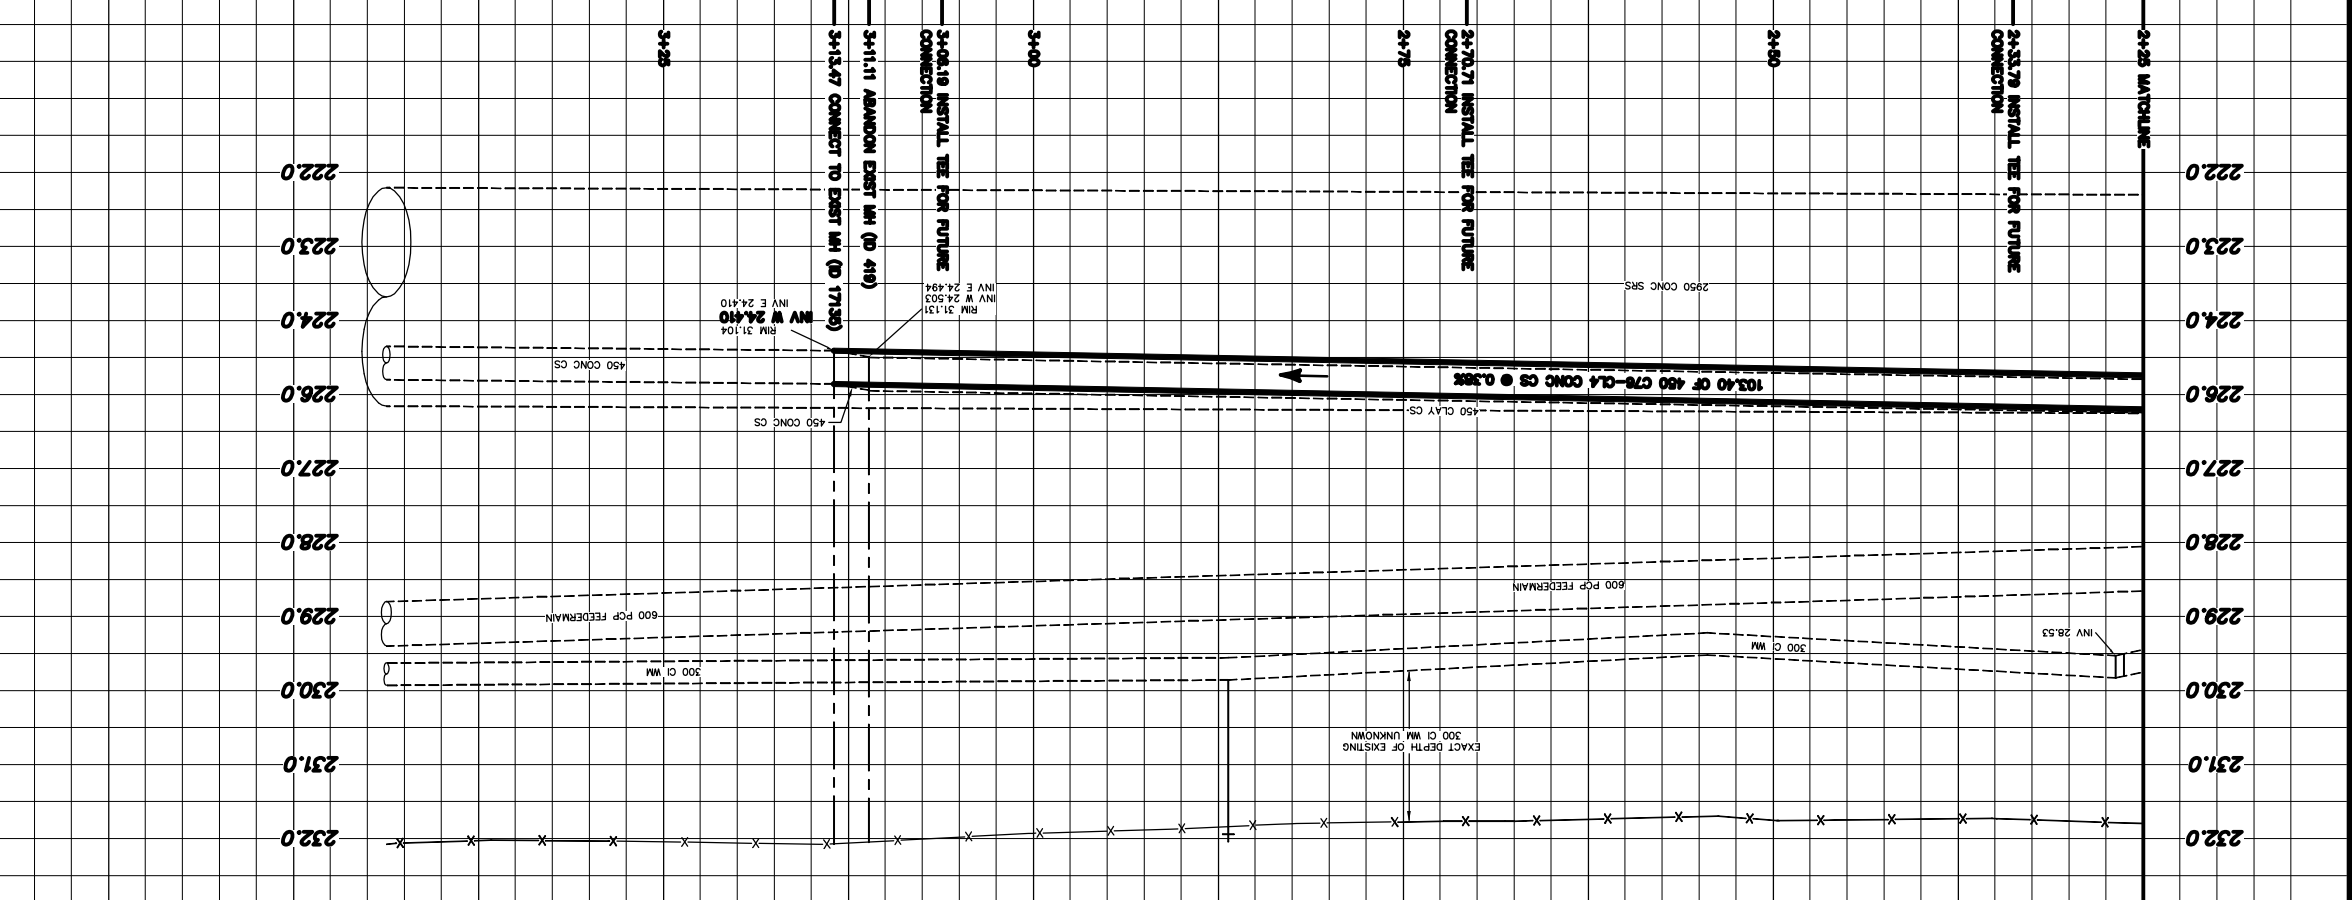 232.0
232.0
231.0
231.0
EXACT DEPTH OF EXISTING
300 CI WM UNKNOWN
230.0
230.0
300 CI WM
300 CI WM
INV 28.53
229.0
229.0
600 PCP FEEDERMAIN
600 PCP FEEDERMAIN
228.0
228.0
227.0
227.0
450 CONC CS
450 CLAY CS
226.0
226.0
103.40 OF 450 C76-CL4 CONC CS @ 0.38%
450 CONC CS
RIM 31.104
INV W 24.410
INV E 24.410
RIM 31.131
INV W 24.503
INV E 24.494
224.0
224.0
2950 CONC SRS
223.0
223.0
222.0
222.0
2+25 MATCHLINE
2+33.79 INSTALL TEE FOR FUTURE
CONNECTION
2+50
2+70.71 INSTALL TEE FOR FUTURE
CONNECTION
2+75
3+00
3+06.19 INSTALL TEE FOR FUTURE
CONNECTION
3+11.11 ABANDON EXIST MH (ID 419)
3+13.47 CONNECT TO EXIST MH (ID 17135)
3+25